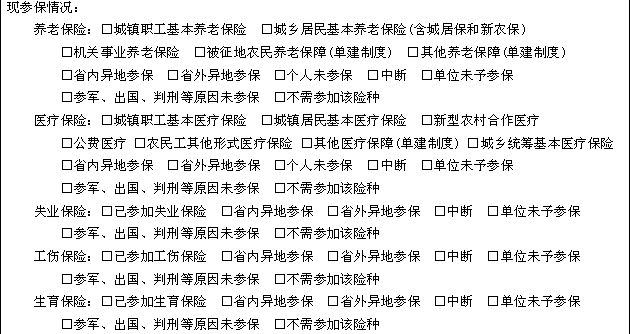 现参保情况：
养老保险：□城镇职工基本养老保险 □城乡居民基本养老保险(含城居保和新农保)
□机关事业养老保险 □被征地农民养老保障(单建制度) □其他养老保障(单建制度)
□省内异地参保 □省外异地参保 □个人未参保 □中断 □单位未予参保
□参军、出国、判刑等原因未参保 □不需参加该险种
医疗保险：□城镇职工基本医疗保险 □城镇居民基本医疗保险 □新型农村合作医疗
□公费医疗 □农民工其他形式医疗保险 □其他医疗保障(单建制度) □城乡统筹基本医疗保险
□省内异地参保 □省外异地参保 □个人未参保 □中断 □单位未予参保
□参军、出国、判刑等原因未参保 □不需参加该险种
失业保险：□已参加失业保险 □省内异地参保 □省外异地参保 □中断 □单位未予参保
□参军、出国、判刑等原因未参保 □不需参加该险种
工伤保险：□已参加工伤保险 □省内异地参保 □省外异地参保 □中断 □单位未予参保
□参军、出国、判刑等原因未参保 □不需参加该险种
生育保险：□已参加生育保险 □省内异地参保 □省外异地参保 □中断 □单位未予参保
□参军、出国、判刑等原因未参保 □不需参加该险种